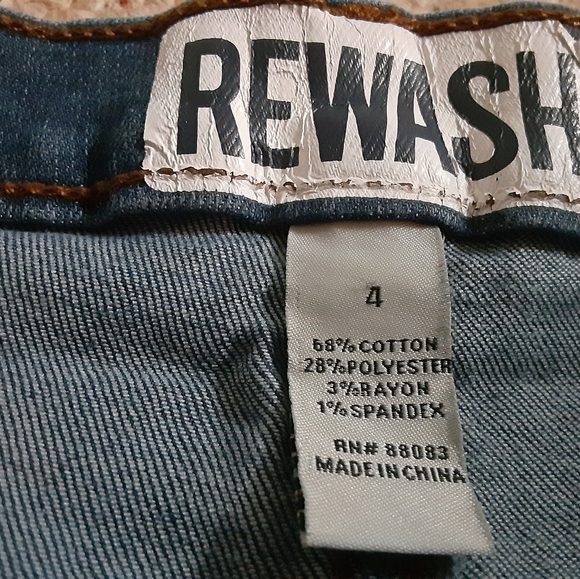 REWASH
4
68% COTTON
28% POLYESTER
3% RAYON
1% SPANDEX
RN# 88083
MADE IN CHINA